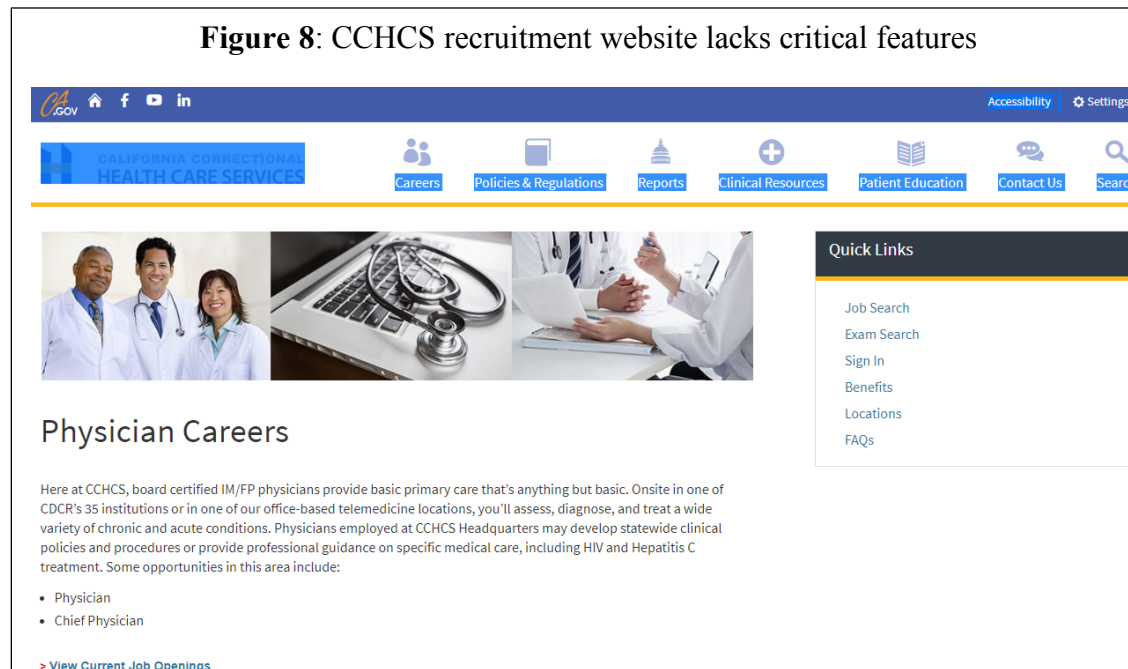 Figure 8: CCHCS recruitment website lacks critical features
CA.GOV
Accessibility Settings
CALIFORNIA CORRECTIONAL
HEALTH CARE SERVICES
Careers Policies & Regulations Reports Clinical Resources Patient Education Contact Us Searc
Quick Links
Job Search
Exam Search
Sign In
Benefits
Locations
FAQs
Physician Careers
Here at CCHCS, board certified IM/FP physicians provide basic primary care that's anything but basic. Onsite in one of
CDCR's 35 institutions or in one of our office-based telemedicine locations, you'll assess, diagnose, and treat a wide
variety of chronic and acute conditions. Physicians employed at CCHCS Headquarters may develop statewide clinical
policies and procedures or provide professional guidance on specific medical care, including HIV and Hepatitis C
treatment. Some opportunities in this area include:
• Physician
• Chief Physician
> View Current Job Openings